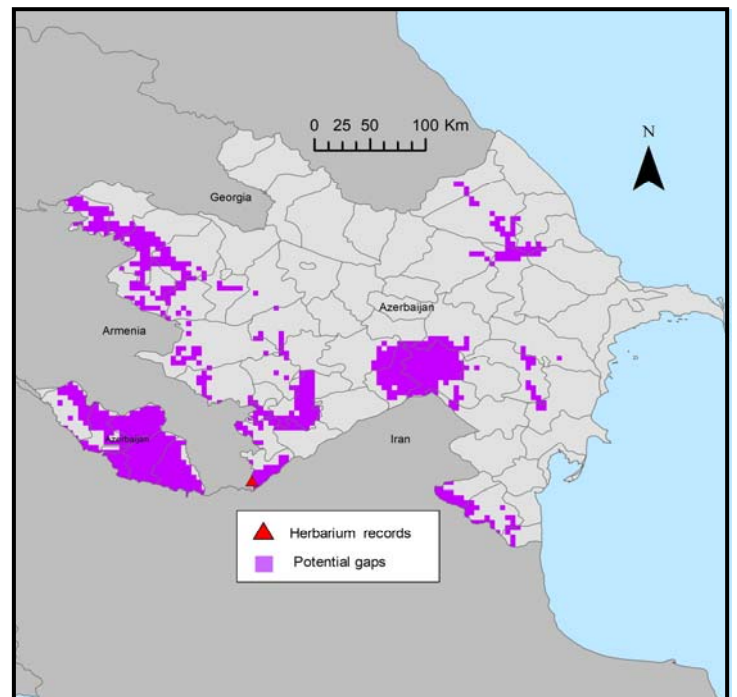 0 25 50 100 Km
N
Georgia
Azerbaijan
Armenia
Azerbaijan
Iran
Herbarium records
Potential gaps